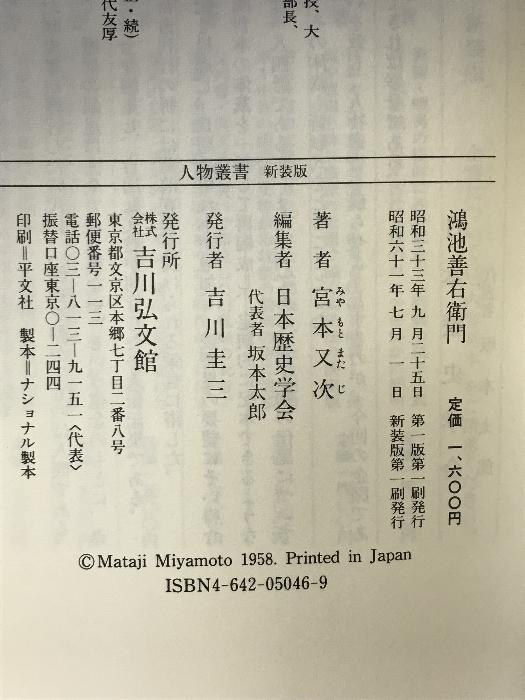 授、大
部長、
正・続)
代友厚
人物叢書 新装版
鴻池善右衛門
定価 一、六〇〇円
昭和三十三年 九月二十五日 第一版第一刷発行
昭和六十一年 七月 一日 新装版第一刷発行
著者 宮本又次
みやもとまたじ
編集者 日本歴史学会
代表者 坂本太郎
発行者 吉川圭三
発行所
株式会社 吉川弘文館
東京都文京区本郷七丁目二番八号
郵便番号一一三
電話〇三―八一三―九一五一〈代表〉
振替口座東京〇―二四四
印刷=平文社 製本=ナショナル製本
©Mataji Miyamoto 1958. Printed in Japan
ISBN4-642-05046-9